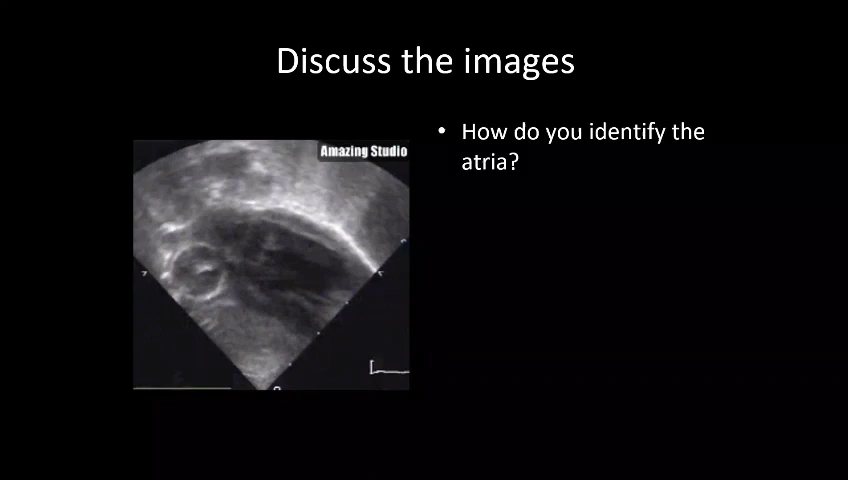 Discuss the images
• How do you identify the
atria?
Amazing Studio